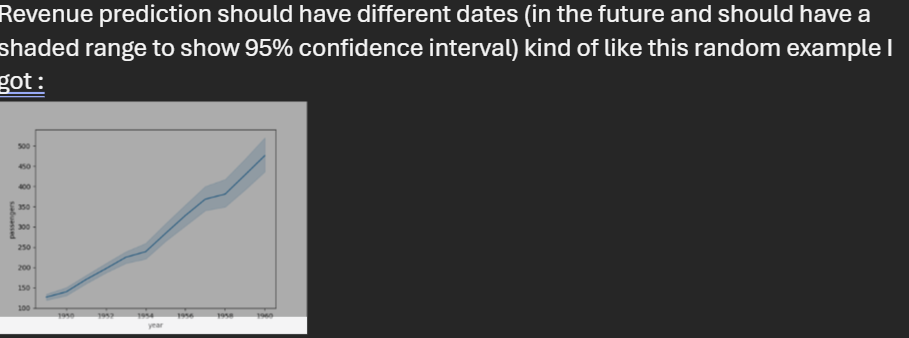 Revenue prediction should have different dates (in the future and should have a
shaded range to show 95% confidence interval) kind of like this random example I
got :
500
450
400
350
300
250
200
150
100
passengers
1950 1952 1954 1956 1958 1960
year